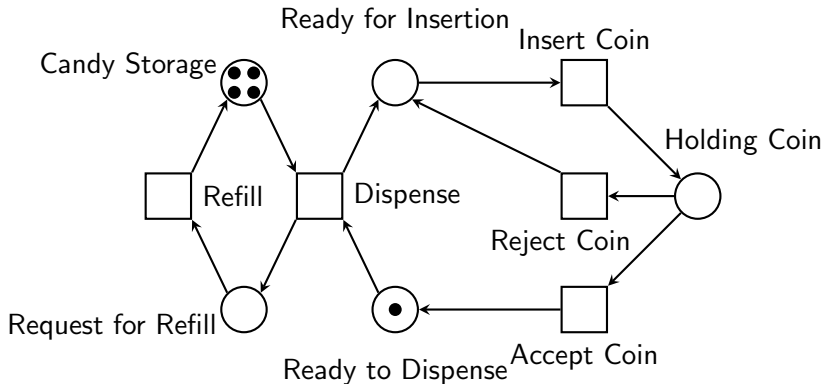 Ready for Insertion
Insert Coin
Candy Storage
Holding Coin
Refill
Dispense
Reject Coin
Request for Refill
Accept Coin
Ready to Dispense